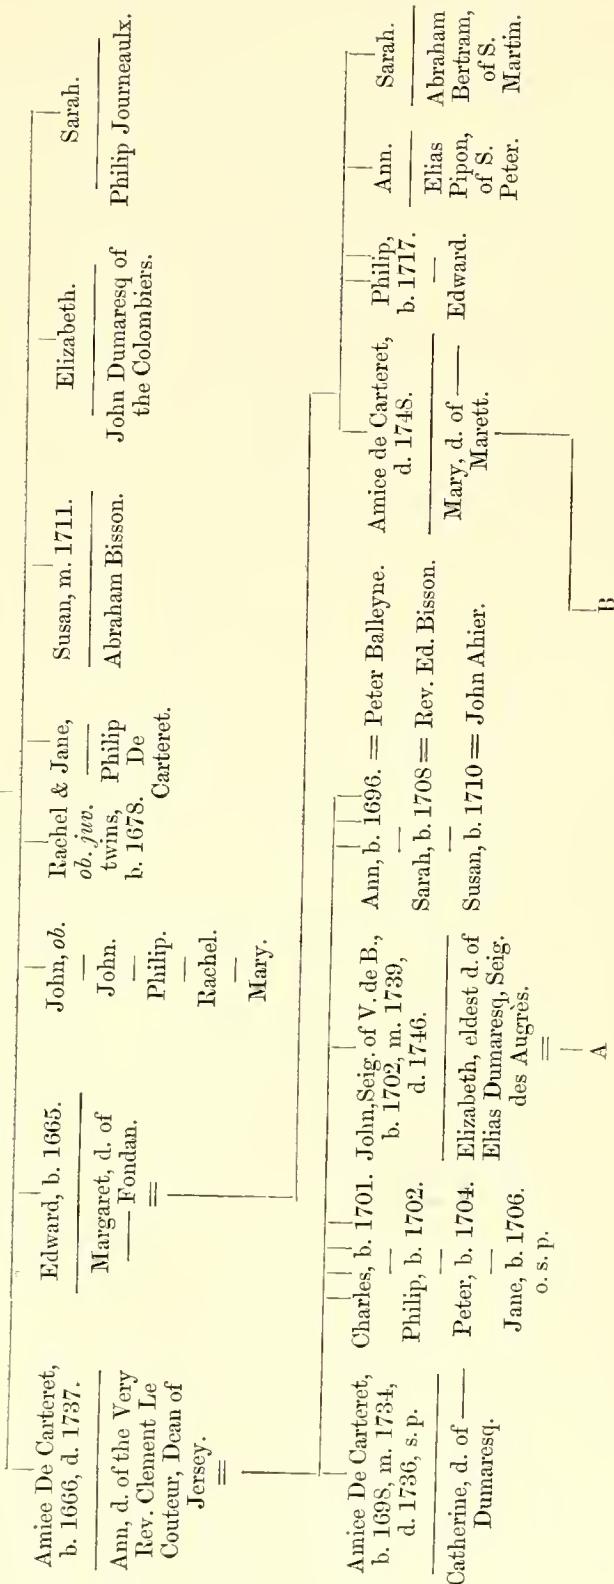 Amice De Carteret,
b. 1666, d. 1737.
Ann, d. of the Very
Rev. Clement Le
Couteur, Dean of
Jersey.
=
Edward, b. 1665.
Margaret, d. of
—— Fondan.
=
John, ob.
—
John.
—
Philip.
—
Rachel.
—
Mary.
Rachel & Jane,
ob. juv.
twins,
b. 1678.
Philip
De
Carteret.
Susan, m. 1711.
Abraham Bisson.
Elizabeth.
John Dumaresq of
the Colombiers.
Sarah.
Philip Journeaulx.
Amice De Carteret,
b. 1698, m. 1734,
d. 1736, s. p.
Catherine, d. of ——
Dumaresq.
Charles, b. 1701.
—
Philip, b. 1702.
—
Peter, b. 1704.
—
Jane, b. 1706.
o. s. p.
John, Seig. of V. de B.,
b. 1702, m. 1739,
d. 1746.
Elizabeth, eldest d. of
Elias Dumaresq, Seig.
des Augrès.
=
A
Ann, b. 1696. = Peter Balleyne.
—
Sarah, b. 1708 = Rev. Ed. Bisson.
—
Susan, b. 1710 = John Ahier.
Amice de Carteret,
d. 1748.
Mary, d. of ——
Marett.
B
Philip,
b. 1717.
—
Edward.
Ann.
Elias
Pipon,
of S.
Peter.
Sarah.
Abraham
Bertram,
of S.
Martin.